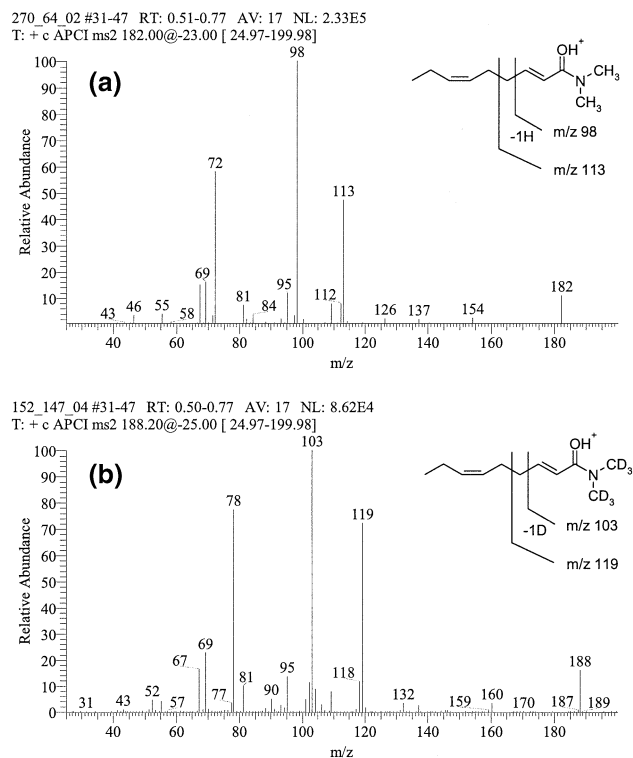 270_64_02 #31-47 RT: 0.51-0.77 AV: 17 NL: 2.33E5
T: + c APCI ms2 182.00@-23.00 [ 24.97-199.98]
(a)
Relative Abundance
100
90
80
70
60
50
40
30
20
10
43
46
55
58
69
72
81
84
95
98
112
113
126
137
154
182
OH+
N
CH3
CH3
-1H
m/z 98
m/z 113
40 60 80 100 120 140 160 180
m/z
152_147_04 #31-47 RT: 0.50-0.77 AV: 17 NL: 8.62E4
T: + c APCI ms2 188.20@-25.00 [ 24.97-199.98]
(b)
Relative Abundance
100
90
80
70
60
50
40
30
20
10
0
31
43
52
57
67
69
77
78
81
90
95
103
118
119
132
159
160
170
187
188
189
OH+
N
CD3
CD3
-1D
m/z 103
m/z 119
40 60 80 100 120 140 160 180
m/z